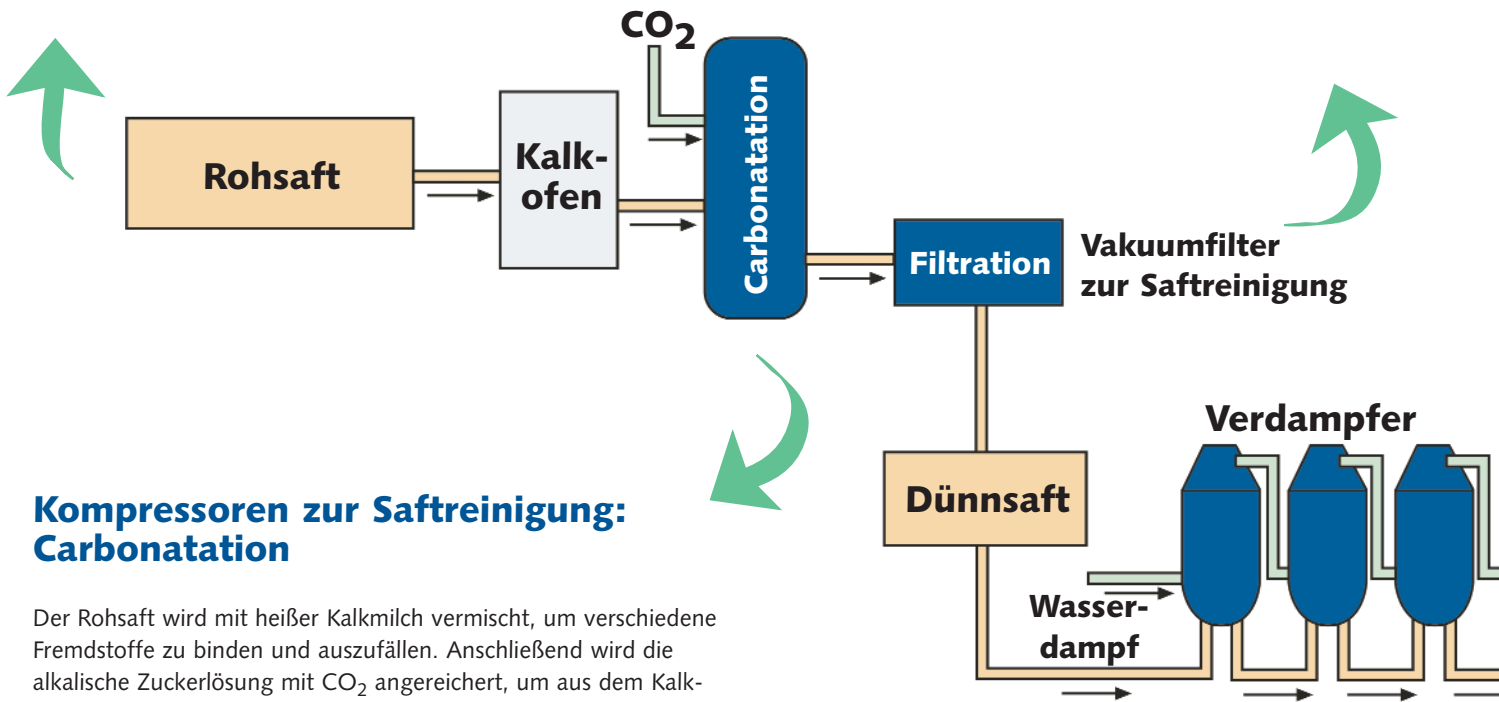 CO2
Rohsaft
Kalk-
ofen
Carbonatation
Filtration
Vakuumfilter
zur Saftreinigung
Verdampfer
Dünnsaft
Wasser-
dampf
Kompressoren zur Saftreinigung:
Carbonatation
Der Rohsaft wird mit heißer Kalkmilch vermischt, um verschiedene
Fremdstoffe zu binden und auszufällen. Anschließend wird die
alkalische Zuckerlösung mit CO2 angereichert, um aus dem Kalk-